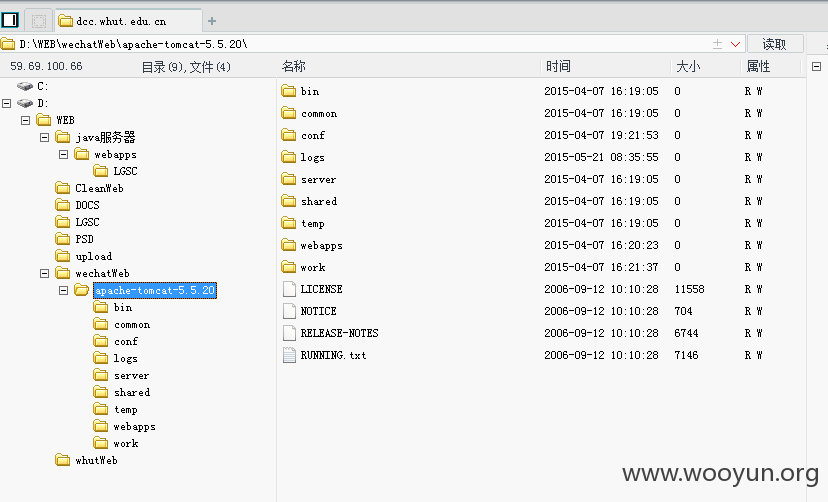 dcc.whut.edu.cn
D:\WEB\wechatWeb\apache-tomcat-5.5.20\ 读取
59.69.100.66 目录(9),文件(4) 名称 时间 大小 属性
C:
D:
WEB
java服务器
webapps
LGSC
CleanWeb
DOCS
LGSC
PSD
upload
wechatWeb
apache-tomcat-5.5.20
bin
common
conf
logs
server
shared
temp
webapps
work
whutWeb
bin 2015-04-07 16:19:05 0 R W
common 2015-04-07 16:19:05 0 R W
conf 2015-04-07 19:21:53 0 R W
logs 2015-05-21 08:35:55 0 R W
server 2015-04-07 16:19:05 0 R W
shared 2015-04-07 16:19:05 0 R W
temp 2015-04-07 16:19:05 0 R W
webapps 2015-04-07 16:20:23 0 R W
work 2015-04-07 16:21:37 0 R W
LICENSE 2006-09-12 10:10:28 11558 R W
NOTICE 2006-09-12 10:10:28 704 R W
RELEASE-NOTES 2006-09-12 10:10:28 6744 R W
RUNNING.txt 2006-09-12 10:10:28 7146 R W
www.wooyun.org